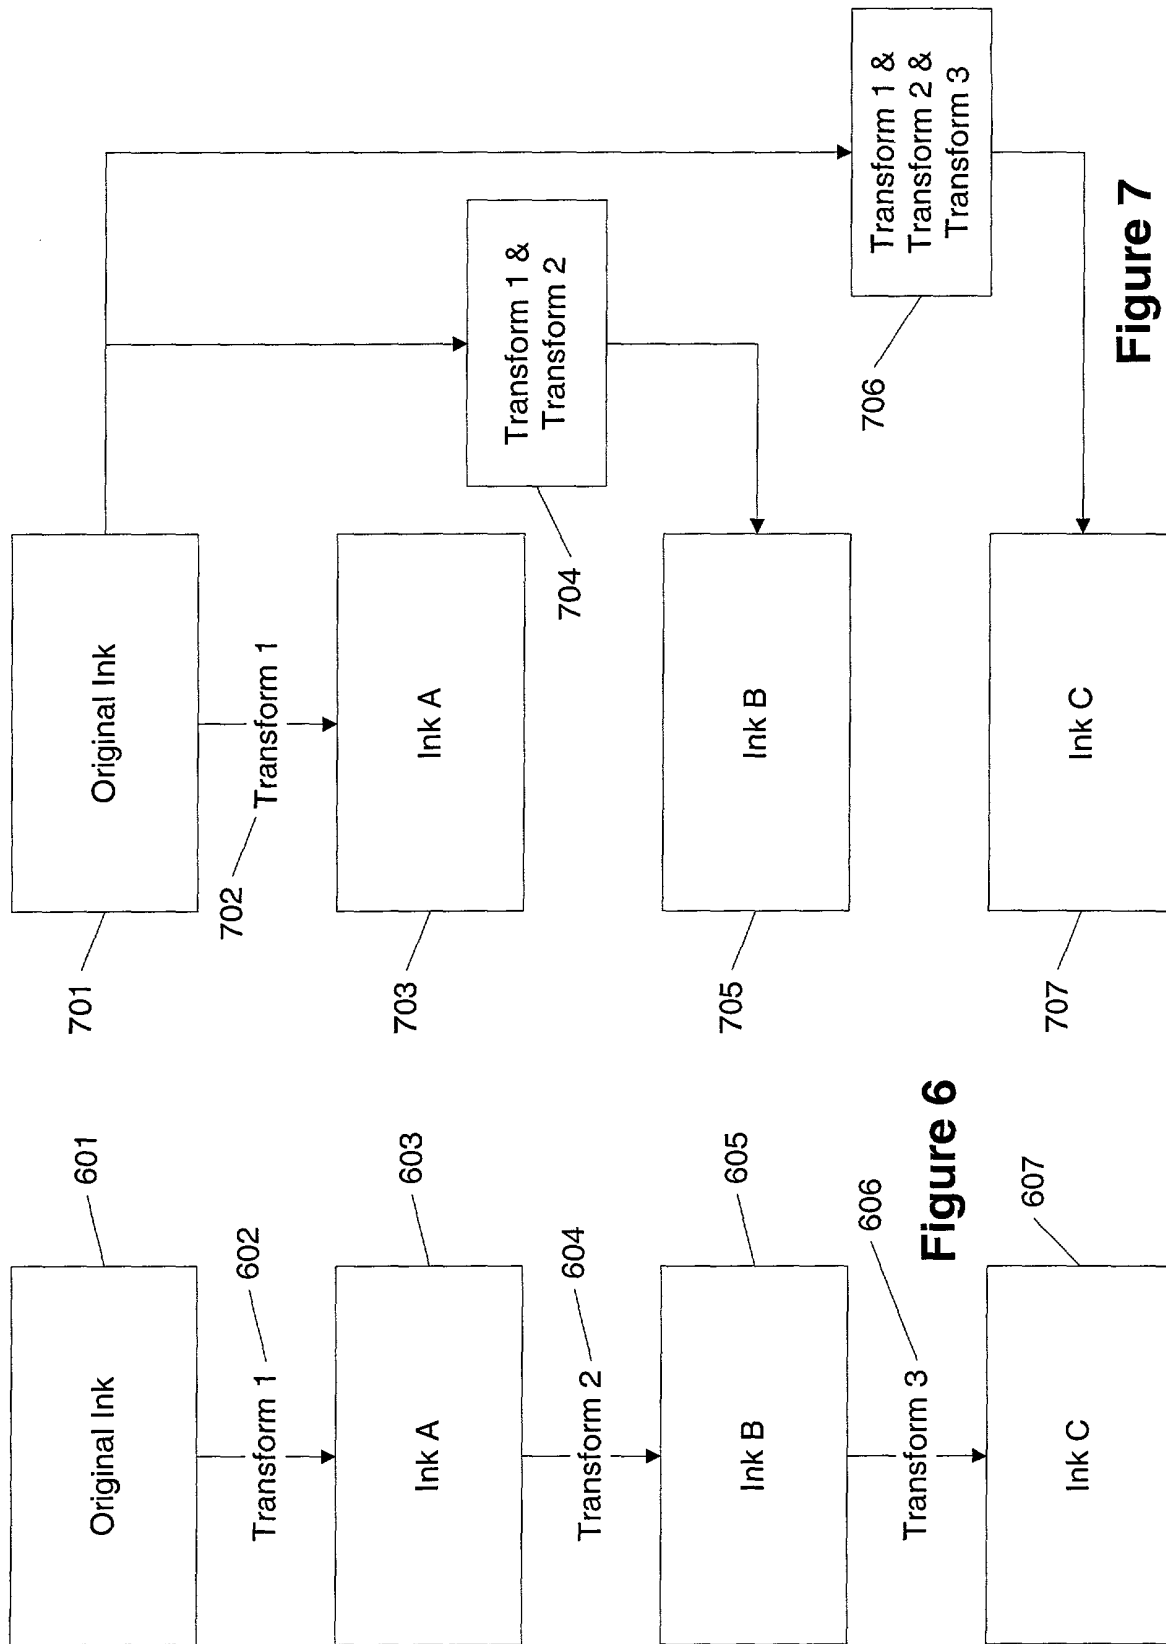 Original Ink
601
Transform 1
602
Ink A
603
Transform 2
604
Ink B
605
Transform 3
606
Ink C
607
Figure 6
Original Ink
701
702
Transform 1
Ink A
703
Transform 1 &
Transform 2
704
Ink B
705
Transform 1 &
Transform 2 &
Transform 3
706
Ink C
707
Figure 7